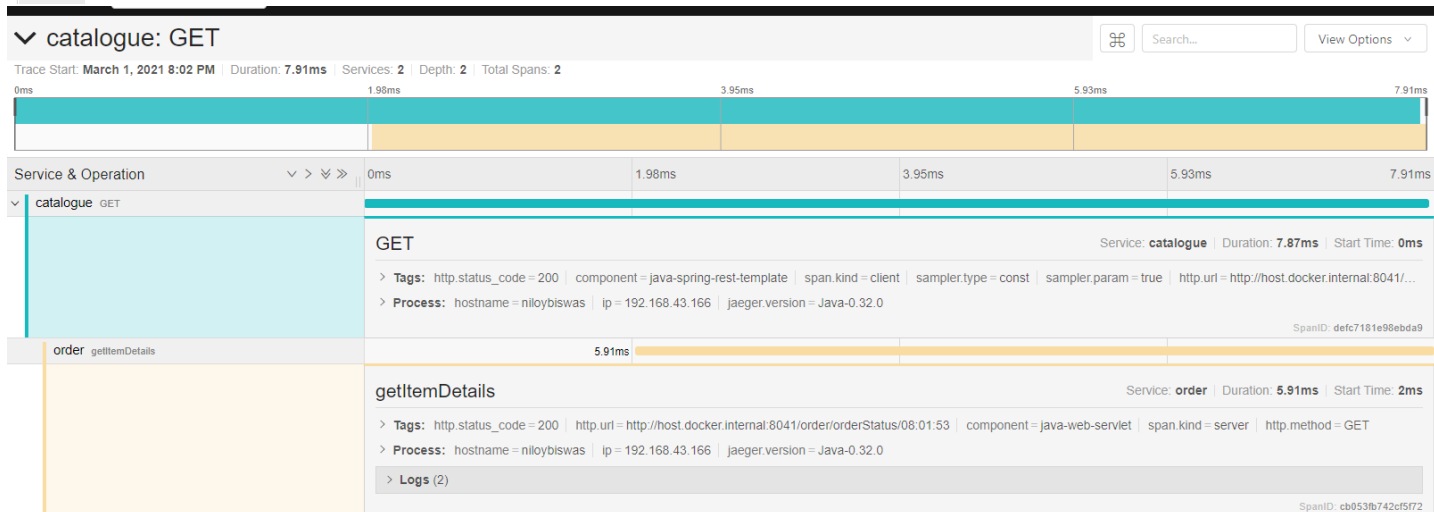 catalogue: GET
⌘ Search... View Options
Trace Start: March 1, 2021 8:02 PM Duration: 7.91ms Services: 2 Depth: 2 Total Spans: 2
0ms 1.98ms 3.95ms 5.93ms 7.91ms
Service & Operation 0ms 1.98ms 3.95ms 5.93ms 7.91ms
catalogue GET
GET Service: catalogue Duration: 7.87ms Start Time: 0ms
Tags: http.status_code = 200 component = java-spring-rest-template span.kind = client sampler.type = const sampler.param = true http.url = http://host.docker.internal:8041/...
Process: hostname = niloybiswas ip = 192.168.43.166 jaeger.version = Java-0.32.0
SpanID: defc7181e98ebda9
order getItemDetails 5.91ms
getItemDetails Service: order Duration: 5.91ms Start Time: 2ms
Tags: http.status_code = 200 http.url = http://host.docker.internal:8041/order/orderStatus/08:01:53 component = java-web-servlet span.kind = server http.method = GET
Process: hostname = niloybiswas ip = 192.168.43.166 jaeger.version = Java-0.32.0
Logs (2)
SpanID: cb053fb742cf5f72